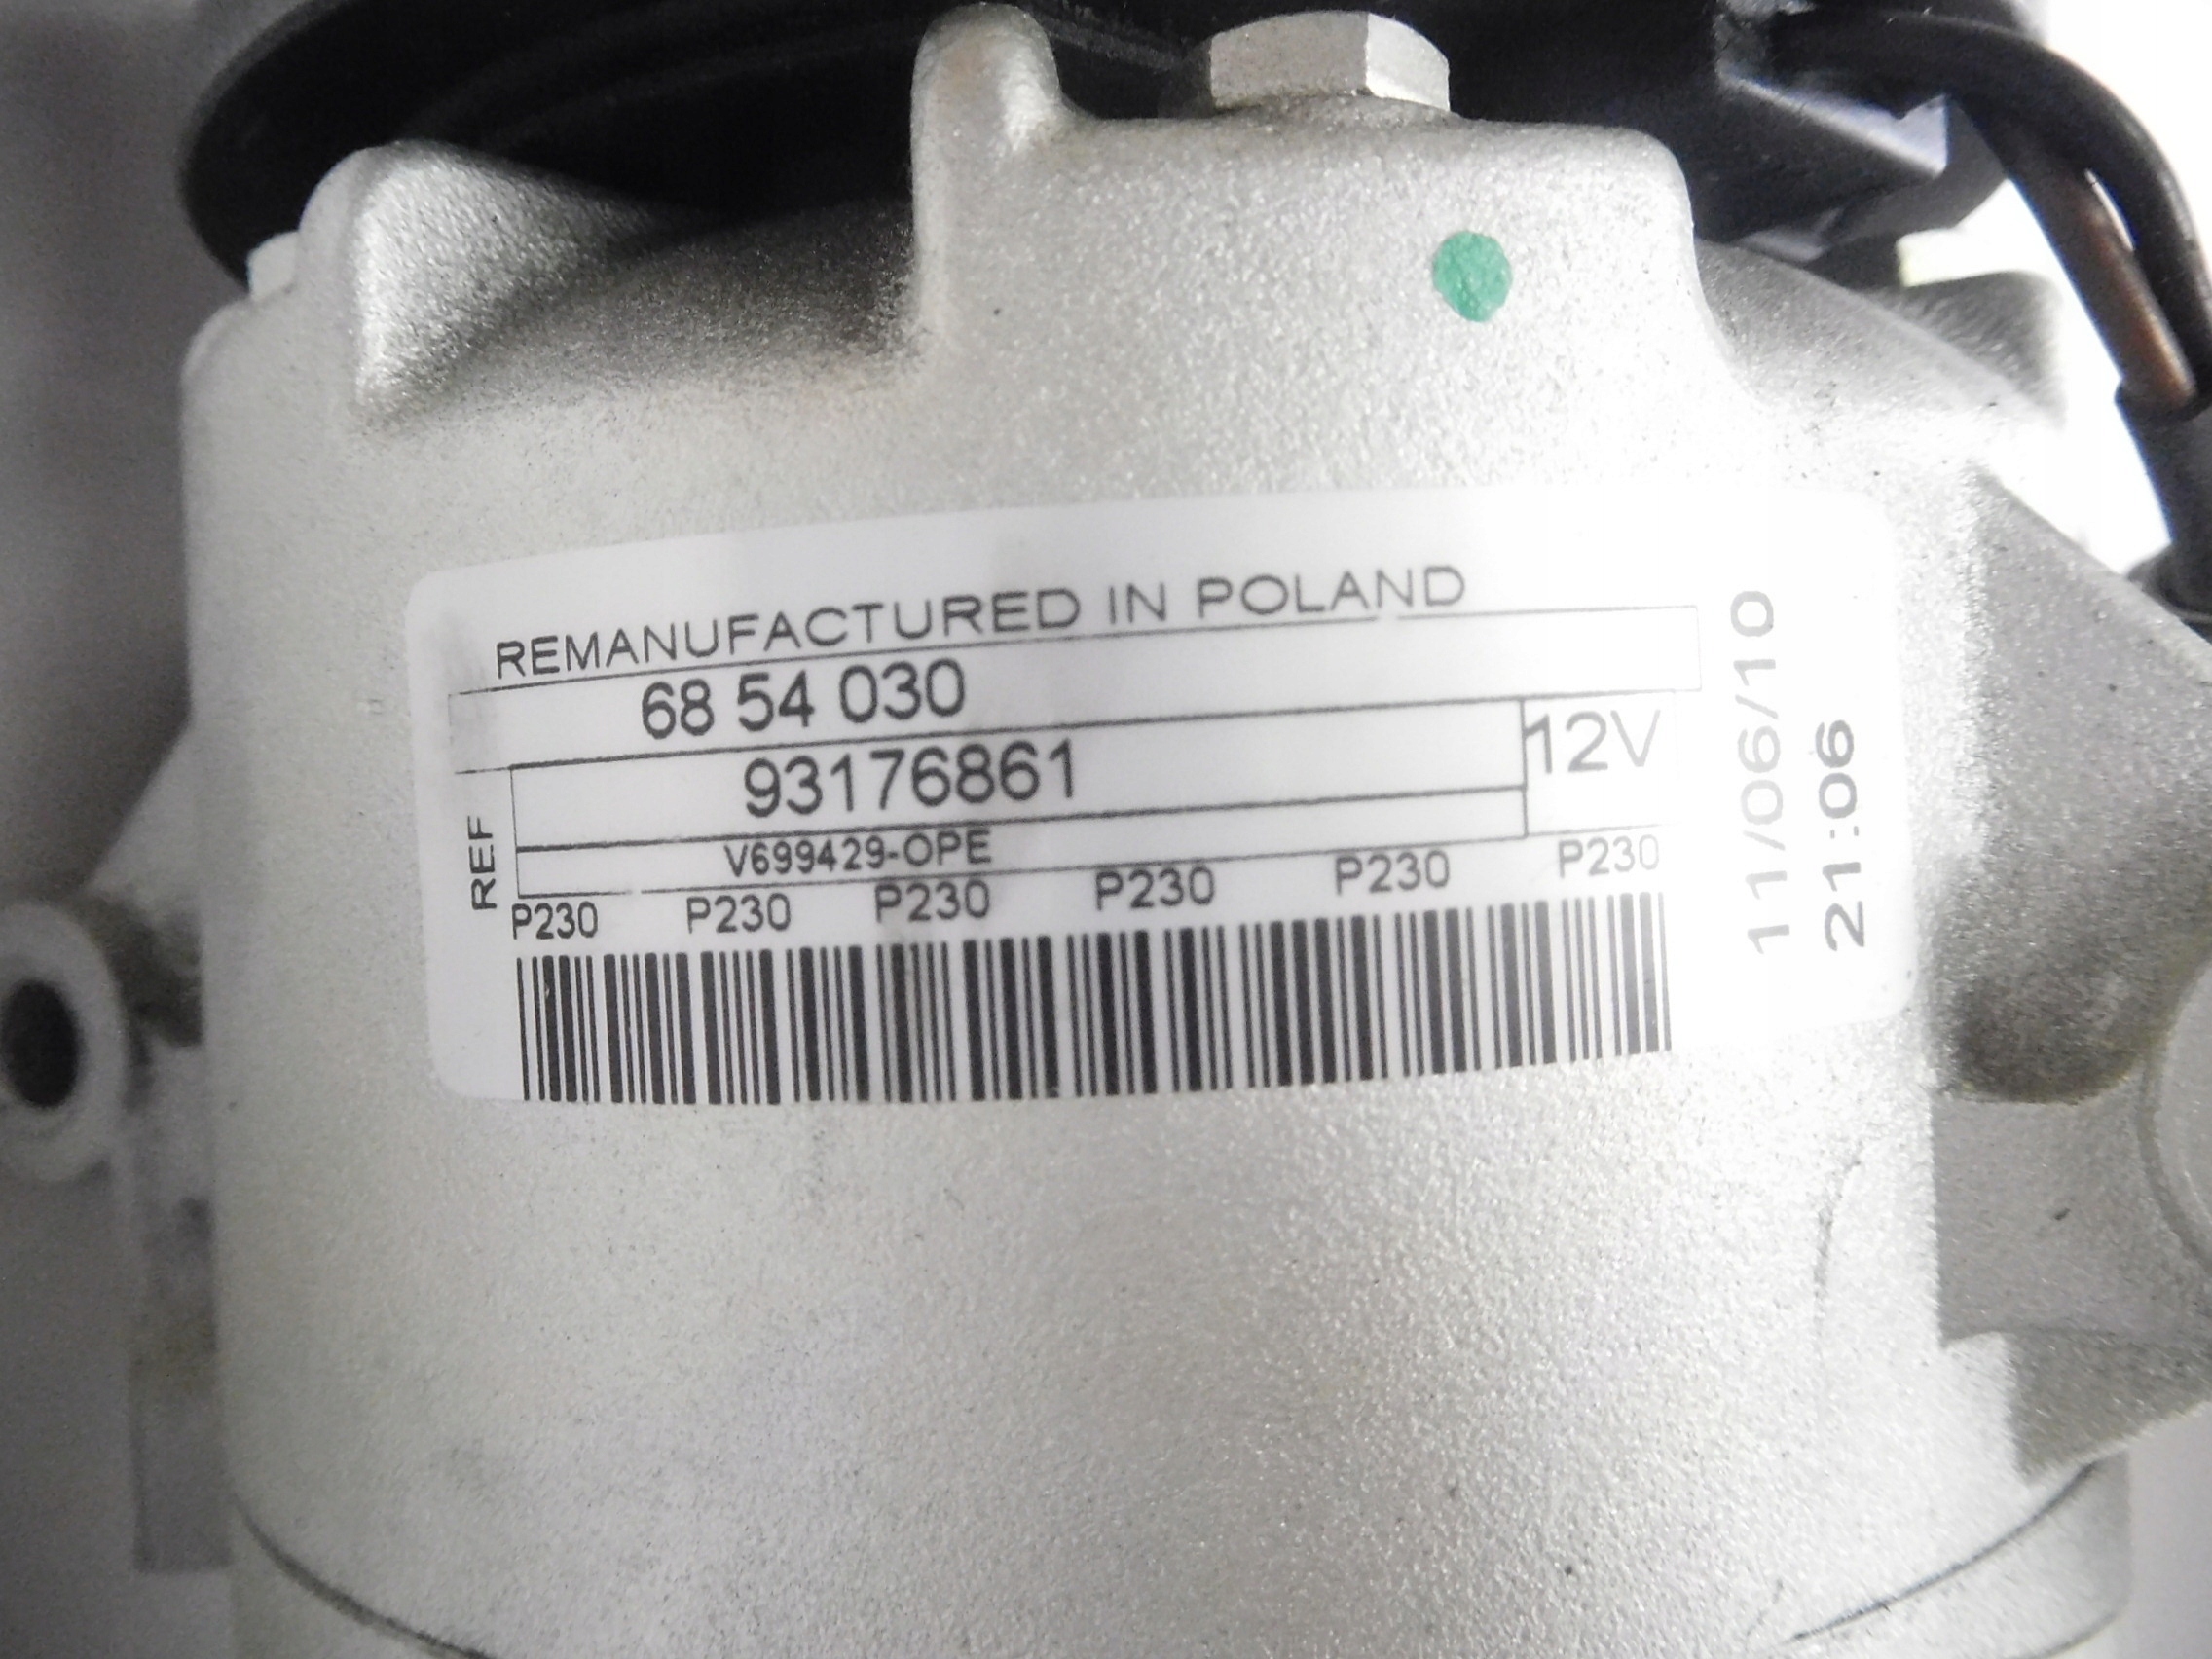 REMANUFACTURED IN POLAND
68 54 030
93176861
12V
REF
V699429-OPE
P230 P230 P230 P230 P230 P230
11/06/10
21:06